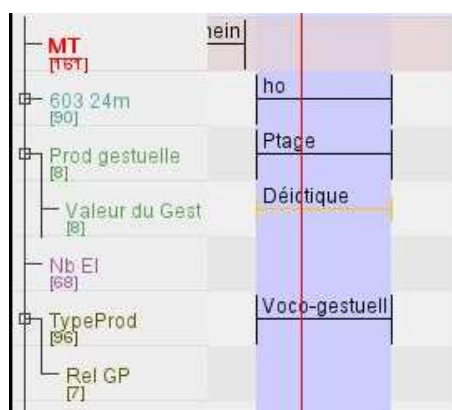 hein
MT
[161]
ho
603 24m
[90]
Ptage
Prod gestuelle
[8]
Déictique
Valeur du Gest
[8]
Nb El
[68]
Voco-gestuell
TypeProd
[96]
Rel GP
[7]